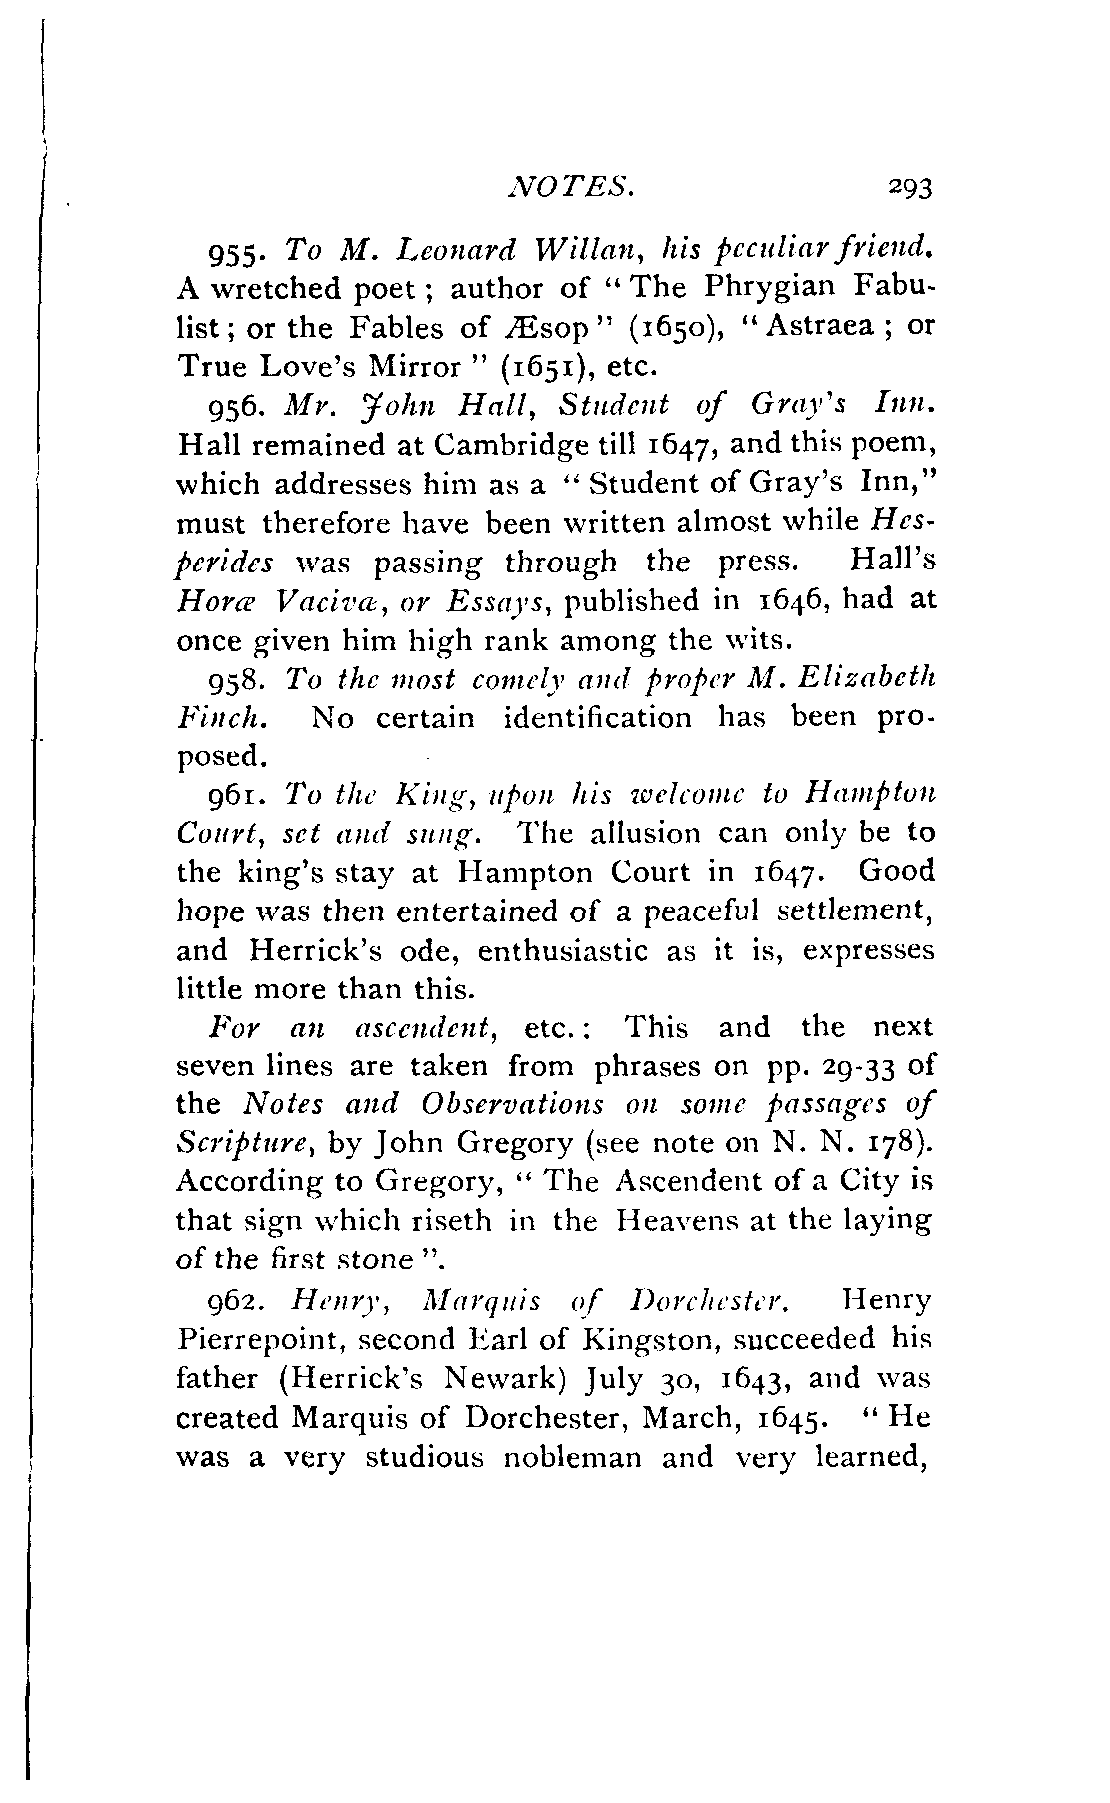 NOTES. 293
955. To M. Leonard Willan, his peculiar friend.
A wretched poet ; author of “ The Phrygian Fabu-
list ; or the Fables of Æsop ” (1650), “ Astraea ; or
True Love’s Mirror ” (1651), etc.
956. Mr. John Hall, Student of Gray’s Inn.
Hall remained at Cambridge till 1647, and this poem,
which addresses him as a “ Student of Gray’s Inn,”
must therefore have been written almost while Hes-
perides was passing through the press. Hall’s
Horæ Vacivæ, or Essays, published in 1646, had at
once given him high rank among the wits.
958. To the most comely and proper M. Elizabeth
Finch. No certain identification has been pro-
posed.
961. To the King, upon his welcome to Hampton
Court, set and sung. The allusion can only be to
the king’s stay at Hampton Court in 1647. Good
hope was then entertained of a peaceful settlement,
and Herrick’s ode, enthusiastic as it is, expresses
little more than this.
For an ascendent, etc. : This and the next
seven lines are taken from phrases on pp. 29-33 of
the Notes and Observations on some passages of
Scripture, by John Gregory (see note on N. N. 178).
According to Gregory, “ The Ascendent of a City is
that sign which riseth in the Heavens at the laying
of the first stone ”.
962. Henry, Marquis of Dorchester. Henry
Pierrepoint, second Earl of Kingston, succeeded his
father (Herrick’s Newark) July 30, 1643, and was
created Marquis of Dorchester, March, 1645. “ He
was a very studious nobleman and very learned,